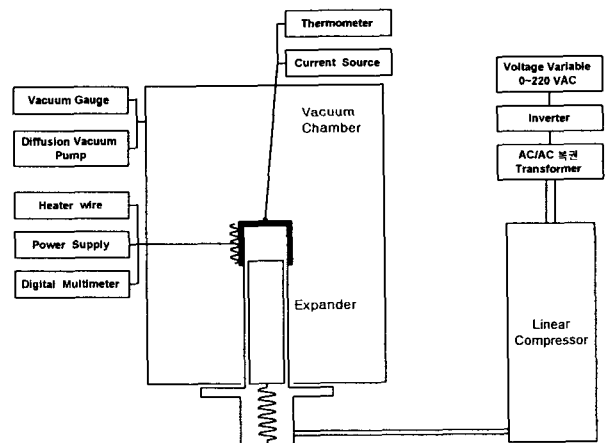 Thermometer
Current Source
Voltage Variable
0~220 VAC
Vacuum Gauge
Vacuum
Chamber
Inverter
Diffusion Vacuum
Pump
AC/AC 복권
Transformer
Heater wire
Power Supply
Digital Multimeter
Expander
Linear
Compressor